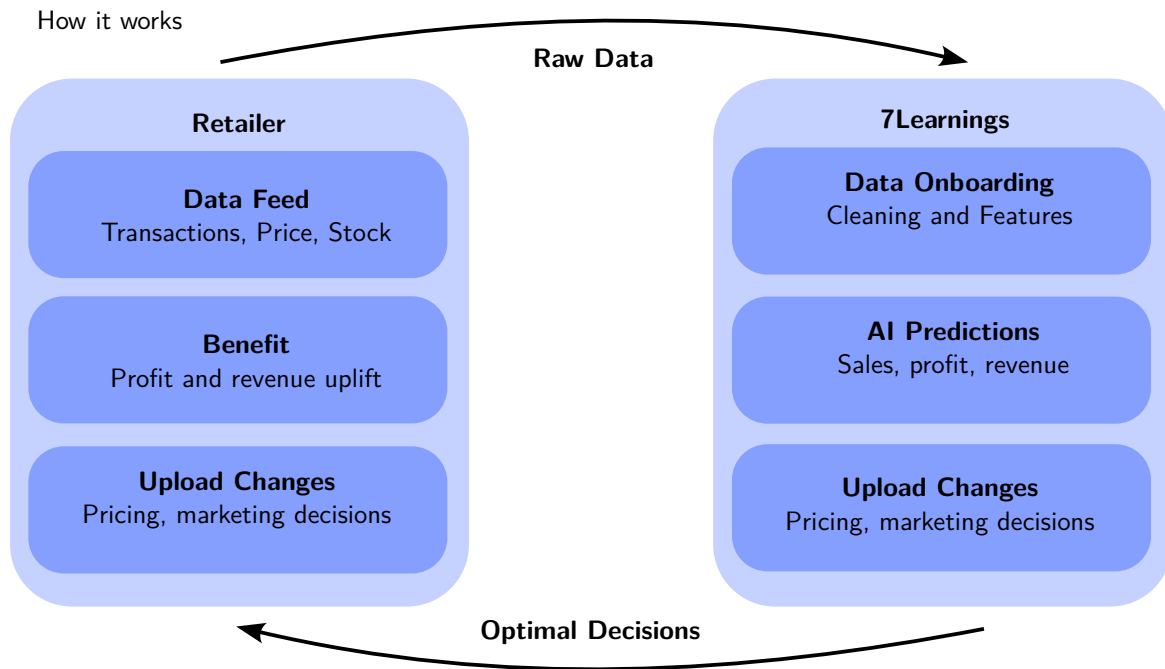 How it works
Raw Data
Retailer
Data Feed
Transactions, Price, Stock
Benefit
Profit and revenue uplift
Upload Changes
Pricing, marketing decisions
7Learnings
Data Onboarding
Cleaning and Features
AI Predictions
Sales, profit, revenue
Upload Changes
Pricing, marketing decisions
Optimal Decisions